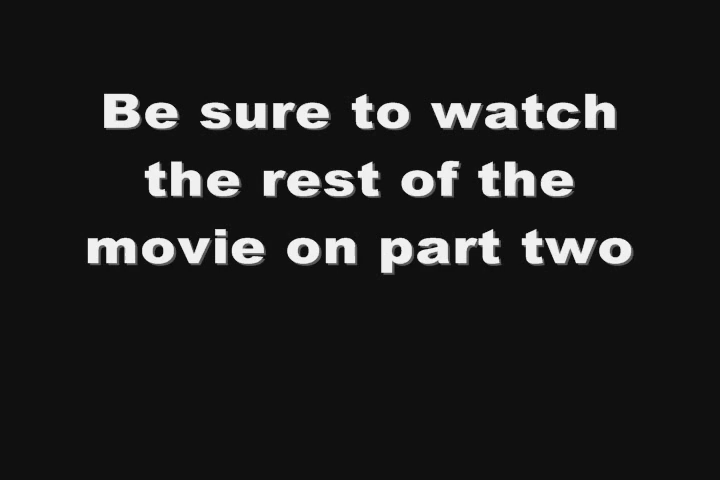 Be sure to watch
the rest of the
movie on part two